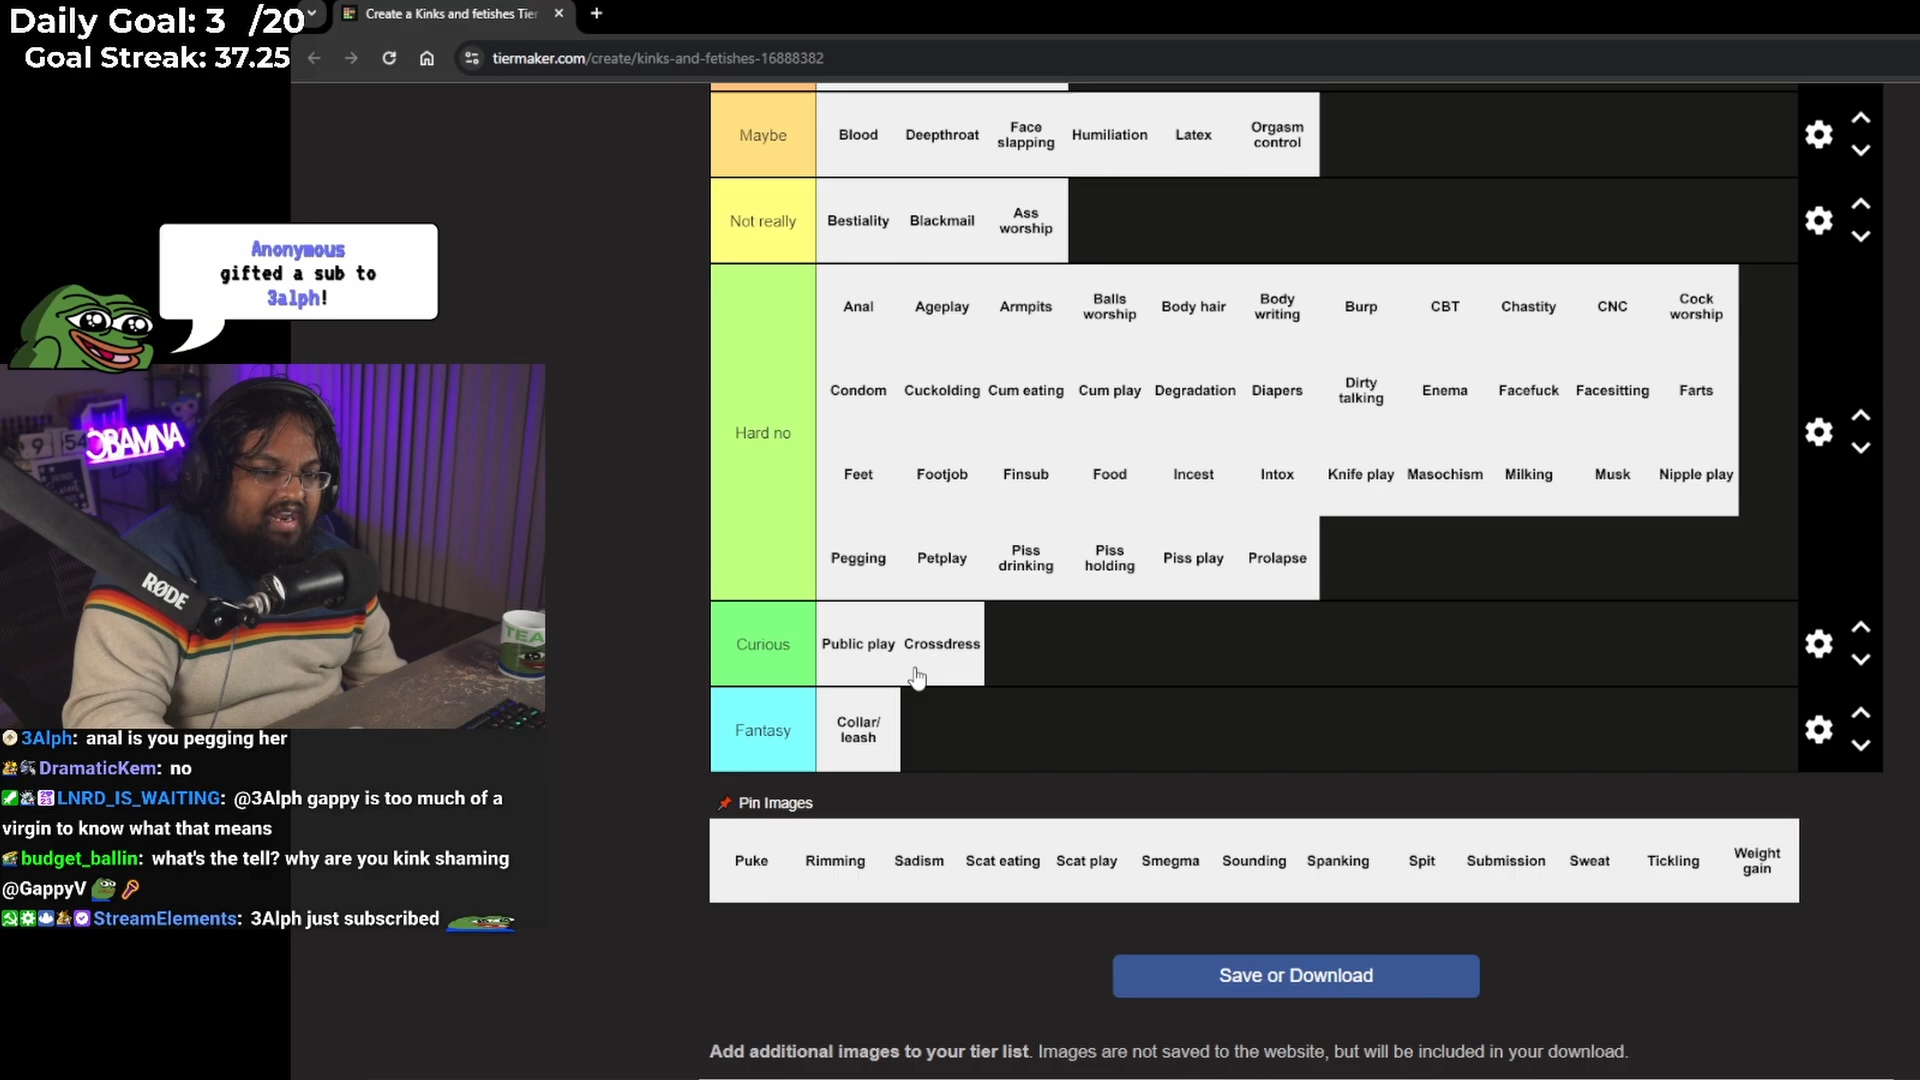 Daily Goal: 3 /20
Goal Streak: 37.25
Create a Kinks and fetishes Tier
tiermaker.com/create/kinks-and-fetishes-16888382
Anonymous
gifted a sub to
3alph!
9 54
OBAMNA
RØDE
TEA
3Alph: anal is you pegging her
DramaticKem: no
LNRD_IS_WAITING: @3Alph gappy is too much of a
virgin to know what that means
budget_ballin: what's the tell? why are you kink shaming
@GappyV
StreamElements: 3Alph just subscribed
Maybe
Blood Deepthroat Face slapping Humiliation Latex Orgasm control
Not really
Bestiality Blackmail Ass worship
Hard no
Anal Ageplay Armpits Balls worship Body hair Body writing Burp CBT Chastity CNC Cock worship
Condom Cuckolding Cum eating Cum play Degradation Diapers Dirty talking Enema Facefuck Facesitting Farts
Feet Footjob Finsub Food Incest Intox Knife play Masochism Milking Musk Nipple play
Pegging Petplay Piss drinking Piss holding Piss play Prolapse
Curious
Public play Crossdress
Fantasy
Collar/ leash
Pin Images
Puke Rimming Sadism Scat eating Scat play Smegma Sounding Spanking Spit Submission Sweat Tickling Weight gain
Save or Download
Add additional images to your tier list. Images are not saved to the website, but will be included in your download.